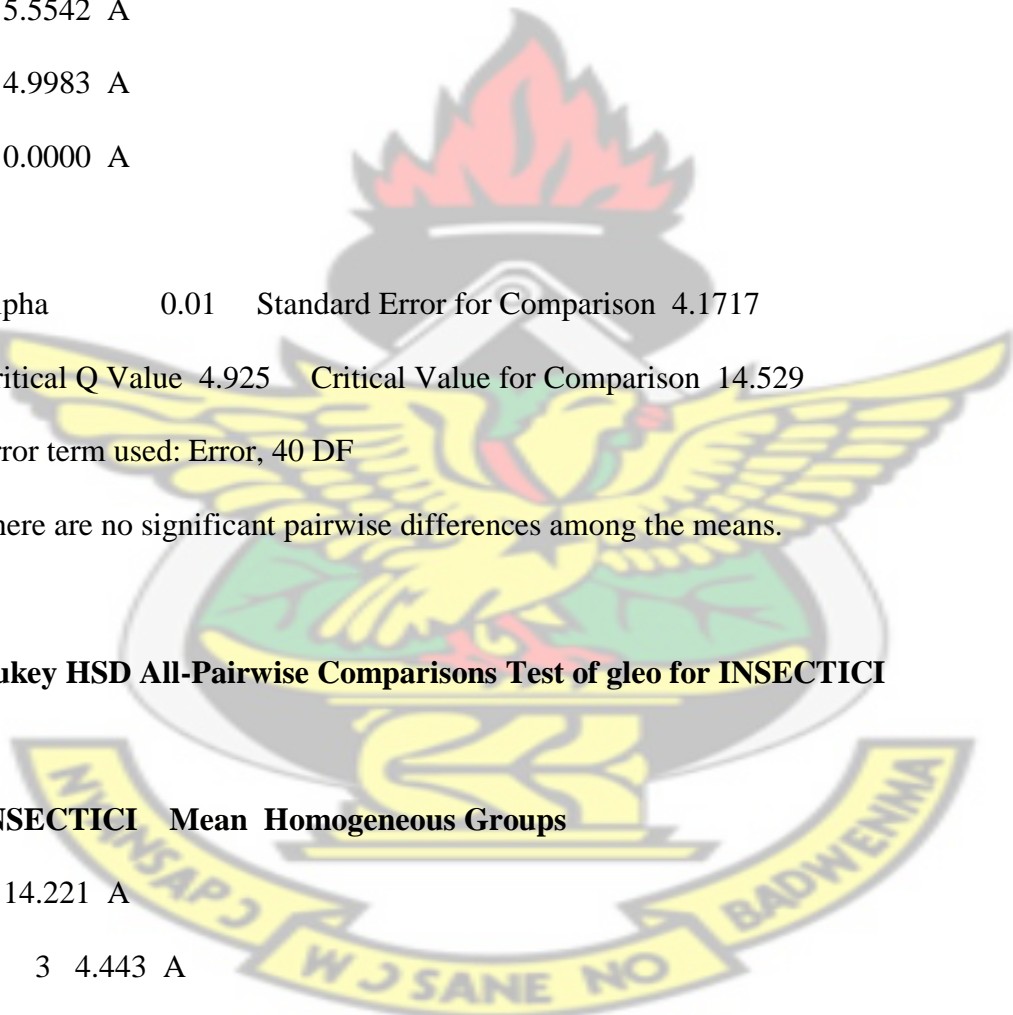 5.5542 A
4.9983 A
0.0000 A
lpha 0.01 Standard Error for Comparison 4.1717
ritical Q Value 4.925 Critical Value for Comparison 14.529
rror term used: Error, 40 DF
here are no significant pairwise differences among the means.
ukey HSD All-Pairwise Comparisons Test of gleo for INSECTICI
NSECTICI Mean Homogeneous Groups
14.221 A
3 4.443 A
NYANSAPƆ WƆ SANE NO BADWENMA